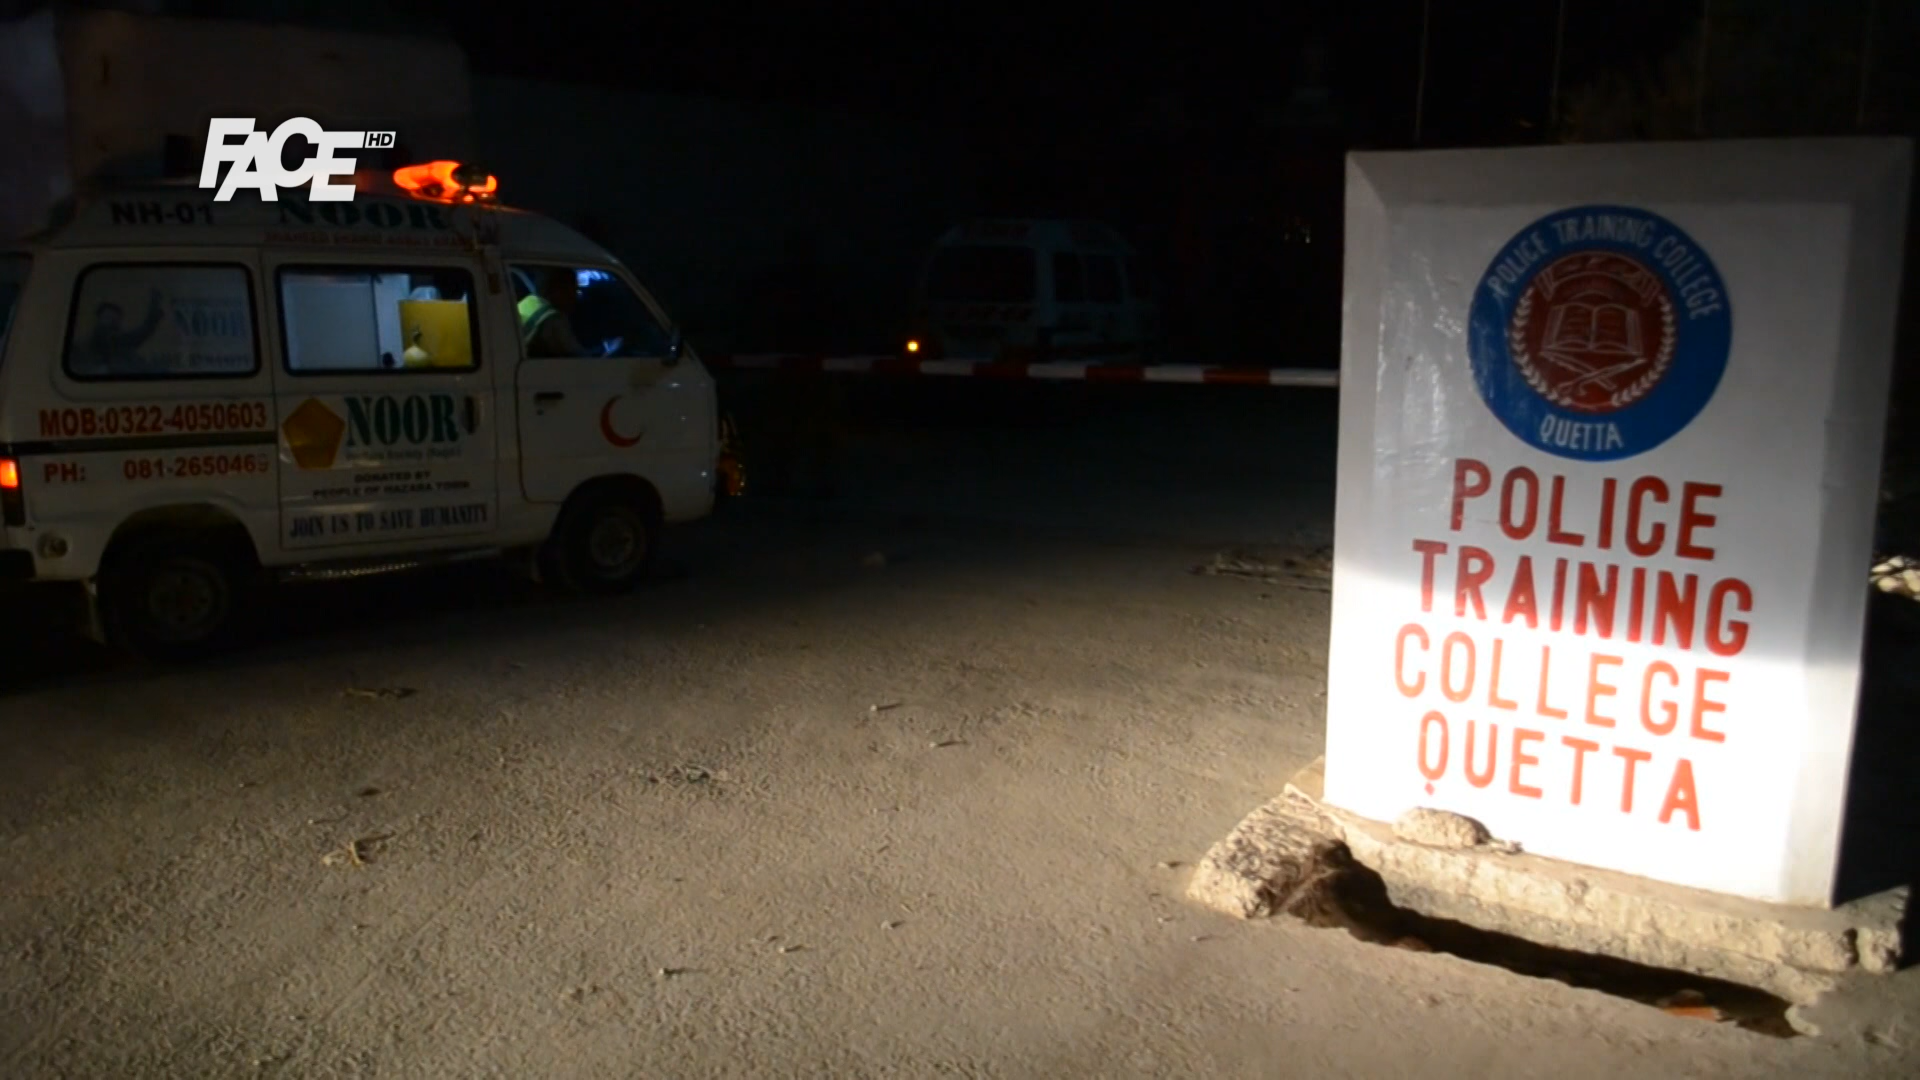 FACE HD
NH-01
NOOR
NOOR
MOB:0322-4050603
PH: 081-2650469
NOOR
DONATED BY
PEOPLE OF HAZARA TOWN
JOIN US TO SAVE HUMANITY
POLICE TRAINING COLLEGE
QUETTA
POLICE
TRAINING
COLLEGE
QUETTA